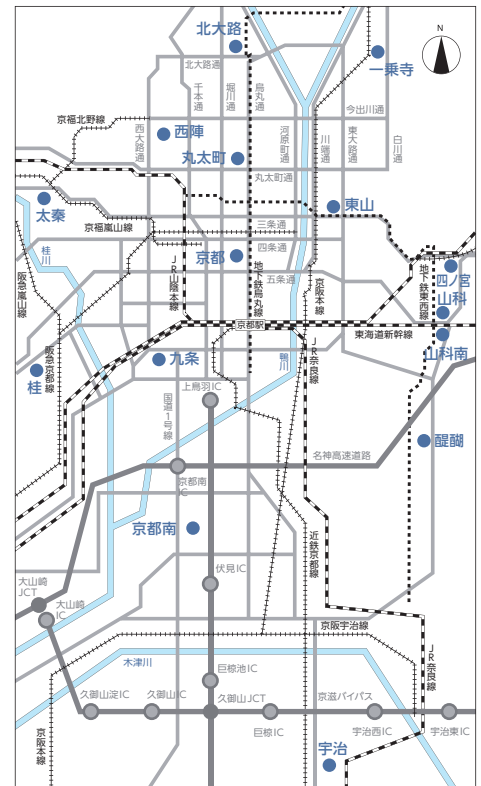 北大路
N
一乗寺
北大路通
千本通
堀川通
烏丸通
今出川通
京福北野線
西大路通
西陣
丸太町
河原町通
川端通
東大路通
白川通
丸太町通
太秦
東山
京福嵐山線
三条通
四条通
京都
桂川
阪急嵐山線
JR山陰本線
地下鉄烏丸線
五条通
京阪本線
地下鉄東西線
四ノ宮
山科
京都駅
東海道新幹線
山科南
阪急京都線
桂
九条
鴨川
JR奈良線
上鳥羽IC
国道1号線
醍醐
名神高速道路
京都南
IC
京都南
近鉄京都線
伏見IC
大山崎
JCT
大山崎
IC
京阪宇治線
木津川
巨椋池IC
JR奈良線
久御山淀IC
久御山IC
久御山JCT
京滋バイパス
京阪本線
巨椋IC
宇治西IC
宇治東IC
宇治